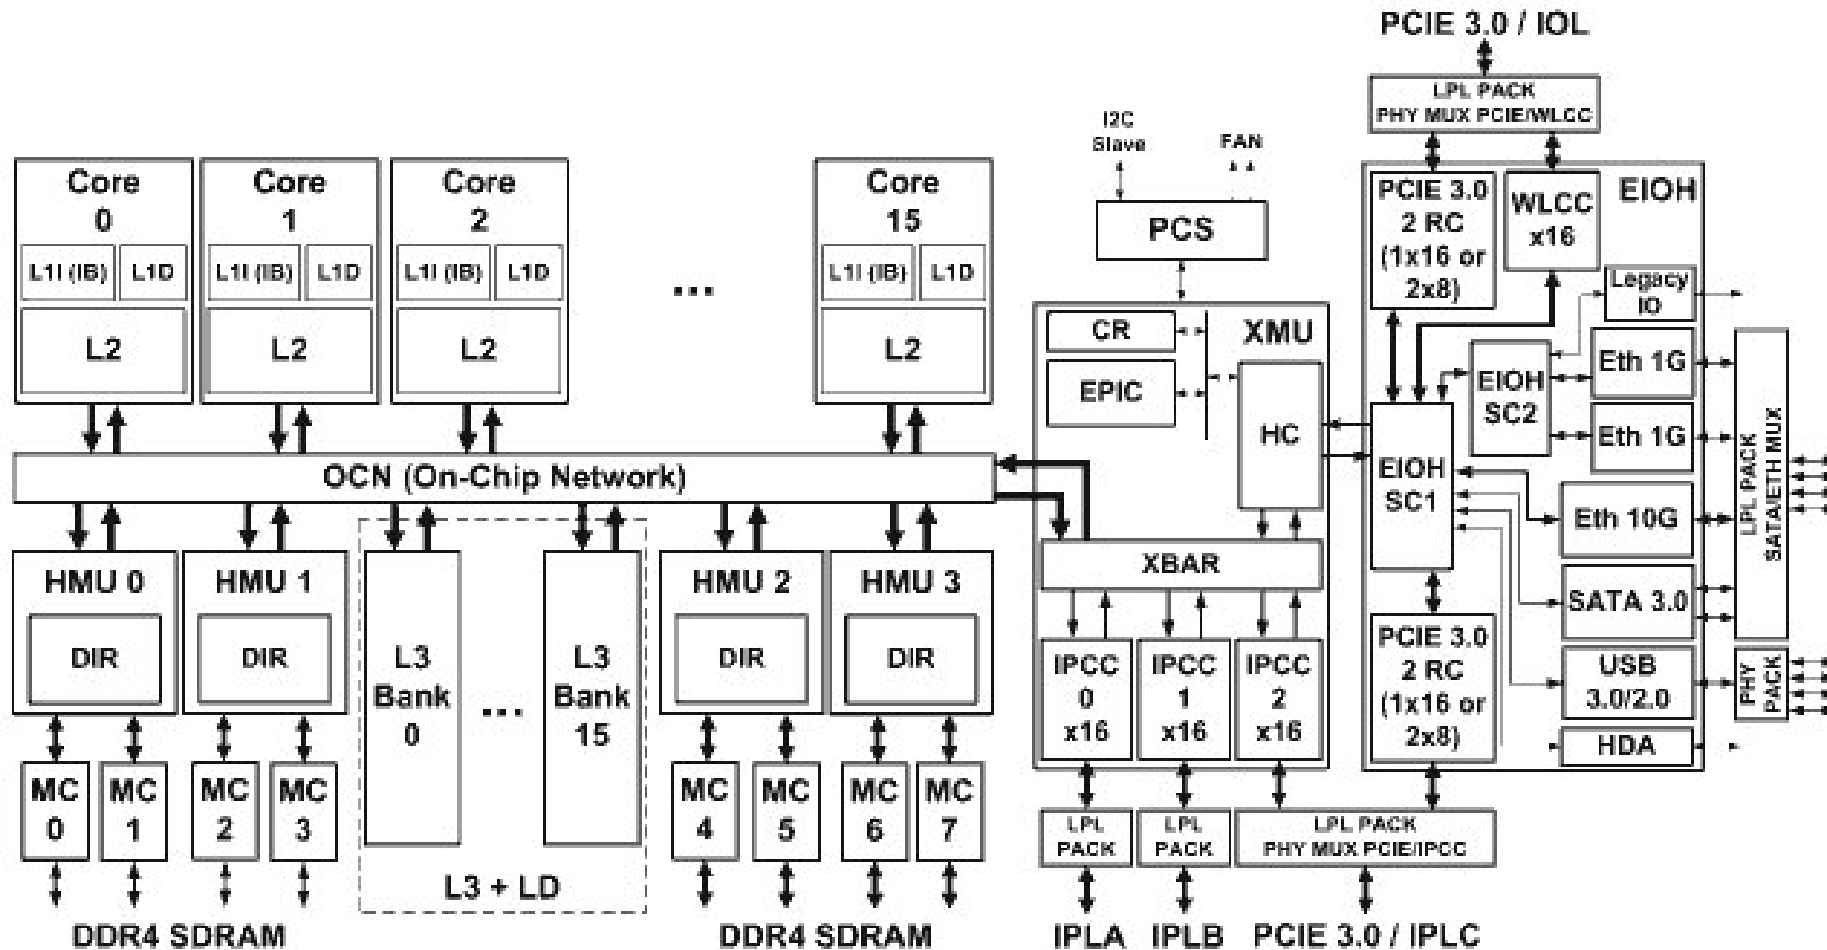 PCIE 3.0 / IOL
LPL PACK
PHY MUX PCIE/WLCC
I2C
Slave
FAN
PCS
Core
0
L1I (IB)
L1D
L2
Core
1
L1I (IB)
L1D
L2
Core
2
L1I (IB)
L1D
L2
...
Core
15
L1I (IB)
L1D
L2
OCN (On-Chip Network)
HMU 0
DIR
HMU 1
DIR
L3
Bank
0
...
L3
Bank
15
L3 + LD
HMU 2
DIR
HMU 3
DIR
MC
0
MC
1
MC
2
MC
3
MC
4
MC
5
MC
6
MC
7
DDR4 SDRAM
DDR4 SDRAM
XMU
CR
EPIC
HC
XBAR
IPCC
0
x16
IPCC
1
x16
IPCC
2
x16
LPL
PACK
LPL
PACK
LPL PACK
PHY MUX PCIE/IPCC
IPLA
IPLB
PCIE 3.0 / IPLC
EIOH
PCIE 3.0
2 RC
(1x16 or
2x8)
WLCC
x16
Legacy
IO
EIOH
SC2
Eth 1G
Eth 1G
EIOH
SC1
Eth 10G
SATA 3.0
PCIE 3.0
2 RC
(1x16 or
2x8)
USB
3.0/2.0
HDA
LPL PACK
SATA/ETH MUX
PHY
PACK